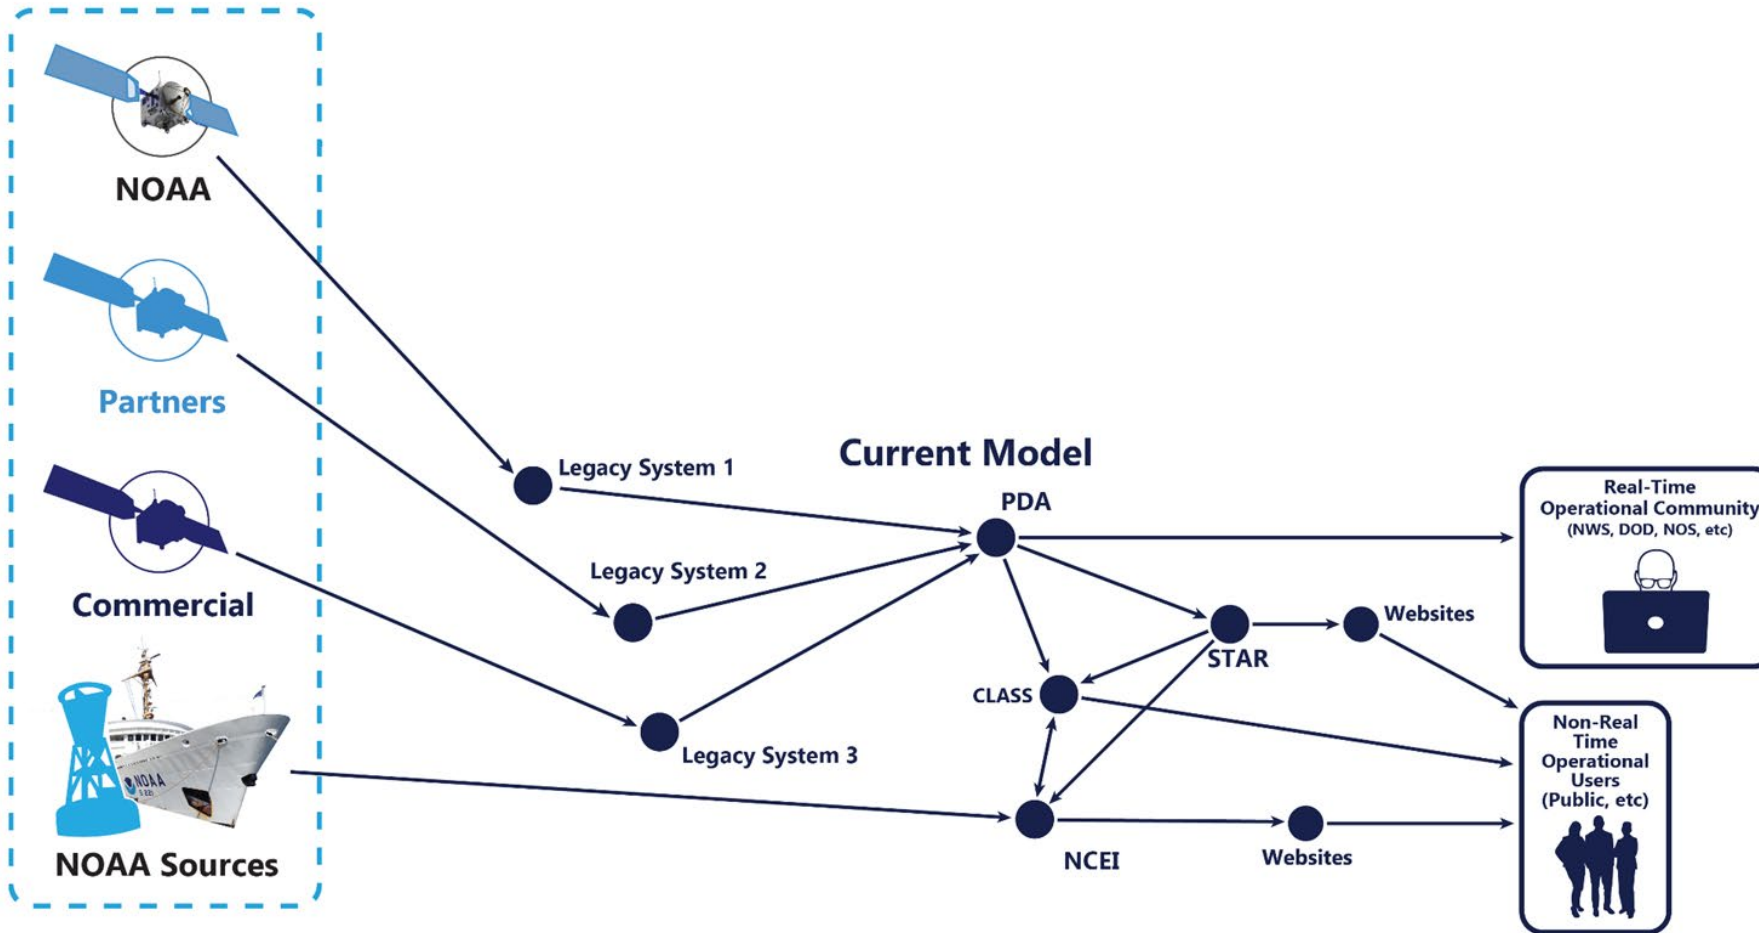 NOAA
Partners
Commercial
NOAA
NOAA Sources
Legacy System 1
Legacy System 2
Legacy System 3
Current Model
PDA
STAR
Websites
CLASS
NCEI
Websites
Real-Time
Operational Community
(NWS, DOD, NOS, etc)
Non-Real
Time
Operational
Users
(Public, etc)